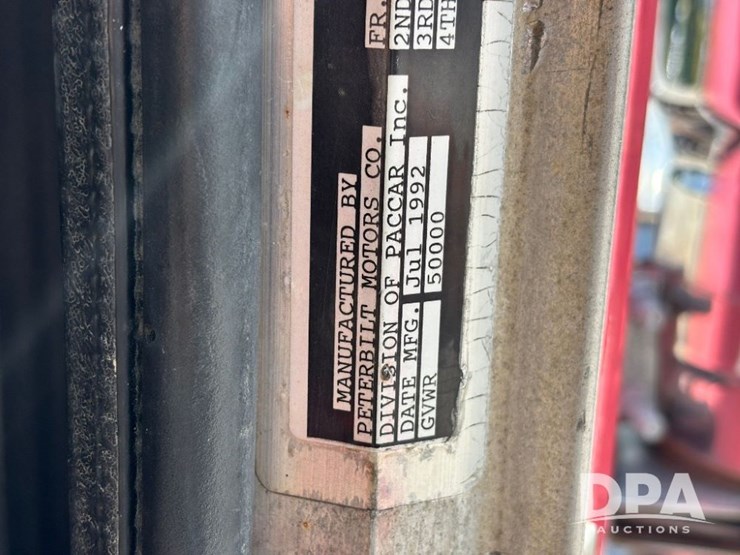 MANUFACTURED BY
PETERBILT MOTORS CO.
DIVISION OF PACCAR Inc.
DATE MFG. Jul 1992
GVWR 50000
FR.
2ND
3RD
4TH
DPA
AUCTIONS